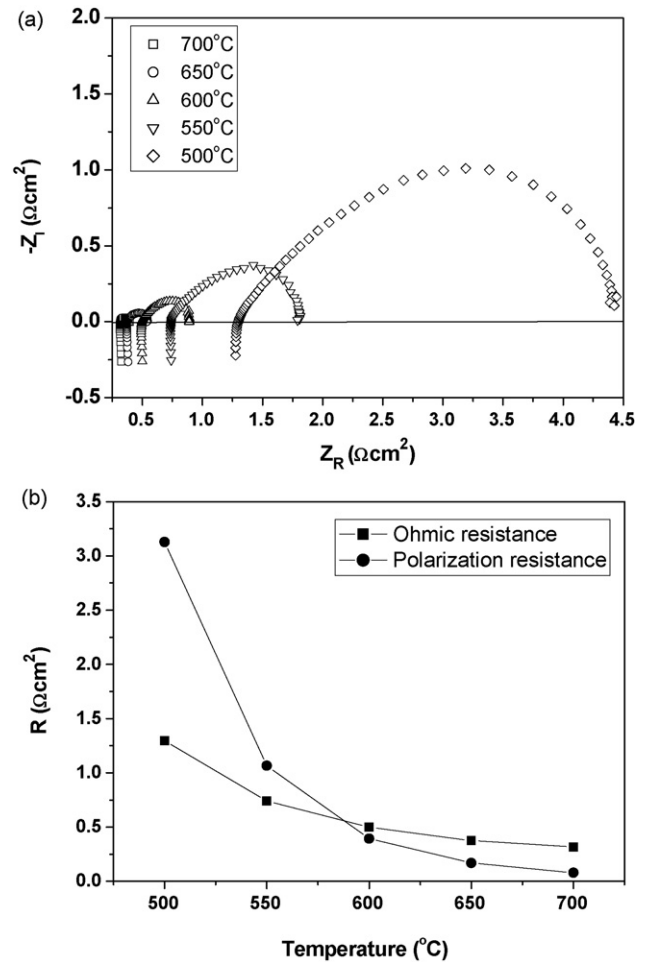 (a)
2.0
1.5
1.0
0.5
0.0
-0.5
-Z_I (Ωcm²)
700°C
650°C
600°C
550°C
500°C
0.5 1.0 1.5 2.0 2.5 3.0 3.5 4.0 4.5
Z_R (Ωcm²)
(b)
3.5
3.0
2.5
2.0
1.5
1.0
0.5
0.0
R (Ωcm²)
Ohmic resistance
Polarization resistance
500 550 600 650 700
Temperature (°C)